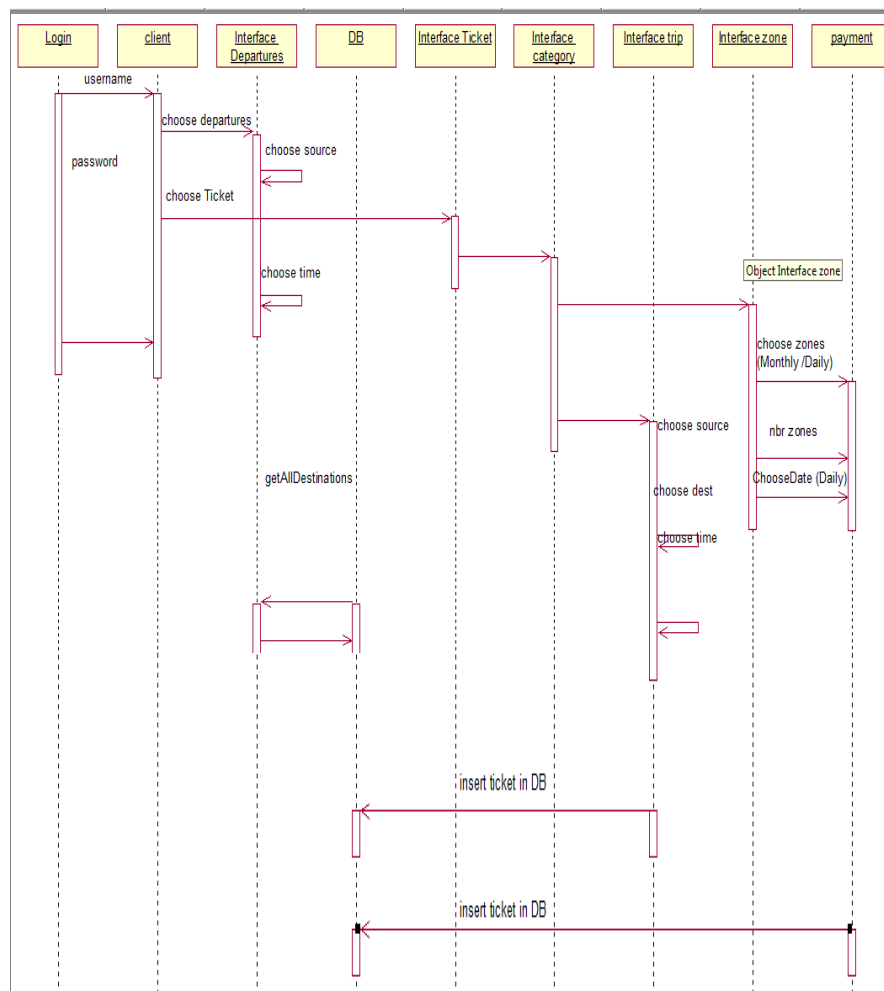 Login
client
Interface
Departures
DB
Interface Ticket
Interface
category
Interface trip
Interface zone
payment
username
choose departures
choose source
password
choose Ticket
choose time
Object Interface zone
choose zones
(Monthly /Daily)
choose source
nbr zones
getAllDestinations
ChooseDate (Daily)
choose dest
choose time
insert ticket in DB
insert ticket in DB